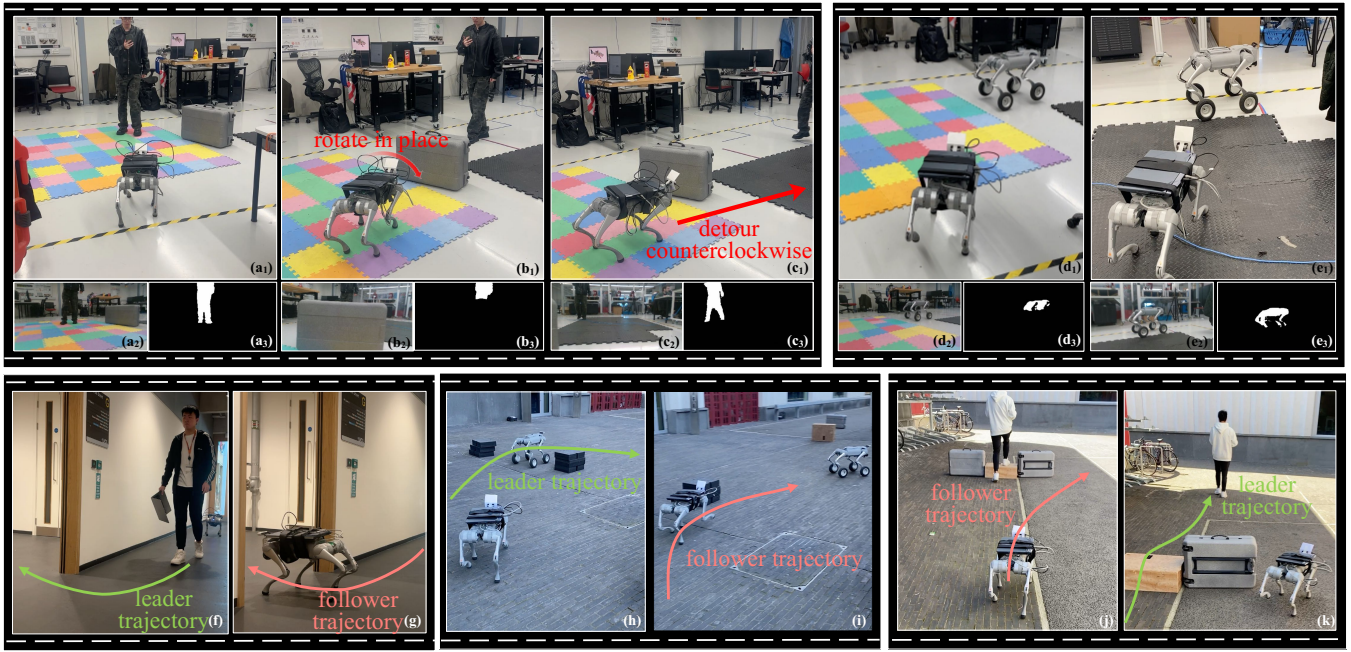 rotate in place
detour
counterclockwise
(a₁)
(b₁)
(c₁)
(d₁)
(e₁)
(a₂)
(a₃)
(b₂)
(b₃)
(c₂)
(c₃)
(d₂)
(d₃)
(e₂)
(e₃)
leader
trajectory
(f)
follower
trajectory
(g)
leader trajectory
(h)
follower trajectory
(i)
follower
trajectory
(j)
leader
trajectory
(k)